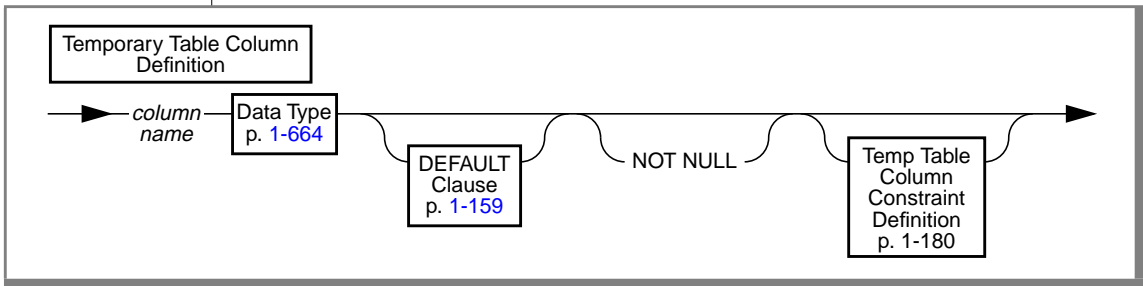 Temporary Table Column
Definition
column
name
Data Type
p. 1-664
DEFAULT
Clause
p. 1-159
NOT NULL
Temp Table
Column
Constraint
Definition
p. 1-180